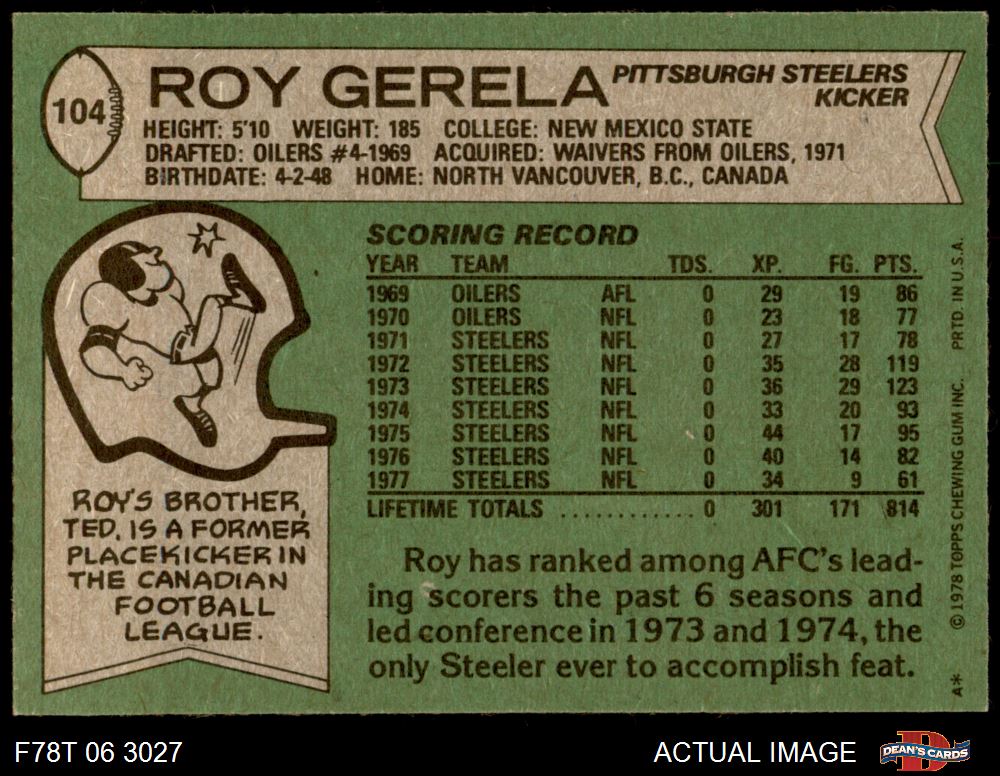 104
ROY GERELA
PITTSBURGH STEELERS
KICKER
HEIGHT: 5'10 WEIGHT: 185 COLLEGE: NEW MEXICO STATE
DRAFTED: OILERS #4-1969 ACQUIRED: WAIVERS FROM OILERS, 1971
BIRTHDATE: 4-2-48 HOME: NORTH VANCOUVER, B.C., CANADA
SCORING RECORD
YEAR TEAM TDS. XP. FG. PTS.
1969 OILERS AFL 0 29 19 86
1970 OILERS NFL 0 23 18 77
1971 STEELERS NFL 0 27 17 78
1972 STEELERS NFL 0 35 28 119
1973 STEELERS NFL 0 36 29 123
1974 STEELERS NFL 0 33 20 93
1975 STEELERS NFL 0 44 17 95
1976 STEELERS NFL 0 40 14 82
1977 STEELERS NFL 0 34 9 61
LIFETIME TOTALS ............ 0 301 171 814
ROY'S BROTHER,
TED, IS A FORMER
PLACEKICKER IN
THE CANADIAN
FOOTBALL
LEAGUE.
Roy has ranked among AFC's lead-
ing scorers the past 6 seasons and
led conference in 1973 and 1974, the
only Steeler ever to accomplish feat.
A* © 1978 TOPPS CHEWING GUM INC. PRTD. IN U.S.A.
F78T 06 3027
ACTUAL IMAGE
D
DEAN'S CARDS